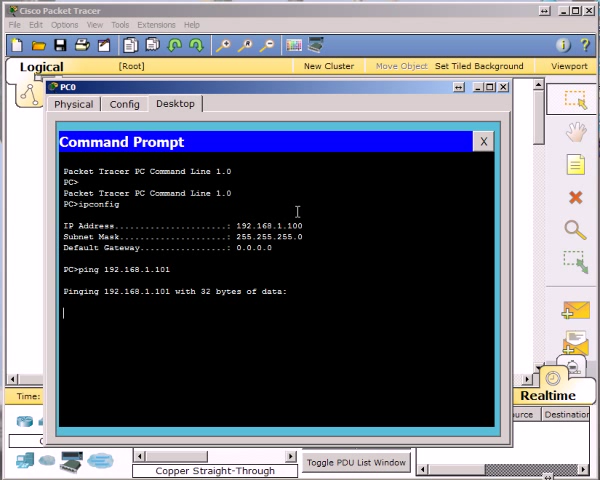 Cisco Packet Tracer
File Edit Options View Tools Extensions Help
Logical [Root] New Cluster Move Object Set Tiled Background Viewport
PC0
Physical Config Desktop
Command Prompt X
Packet Tracer PC Command Line 1.0
PC>
Packet Tracer PC Command Line 1.0
PC>ipconfig
IP Address......................: 192.168.1.100
Subnet Mask.....................: 255.255.255.0
Default Gateway.................: 0.0.0.0
PC>ping 192.168.1.101
Pinging 192.168.1.101 with 32 bytes of data:
Time: Realtime
ource Destination
Copper Straight-Through
Toggle PDU List Window